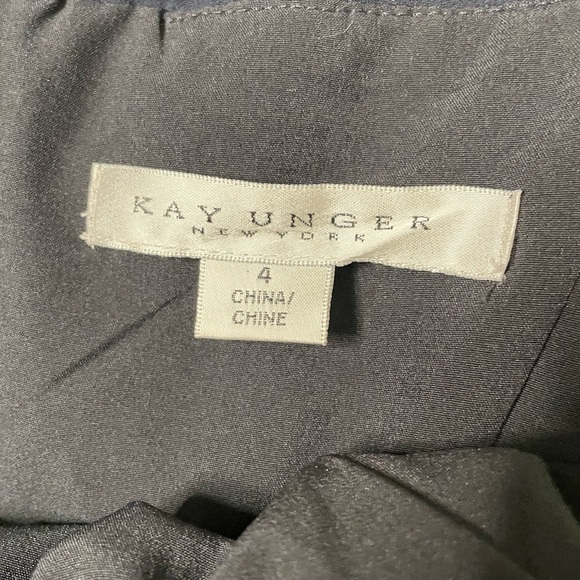 KAY UNGER
NEW YORK
4
CHINA/
CHINE